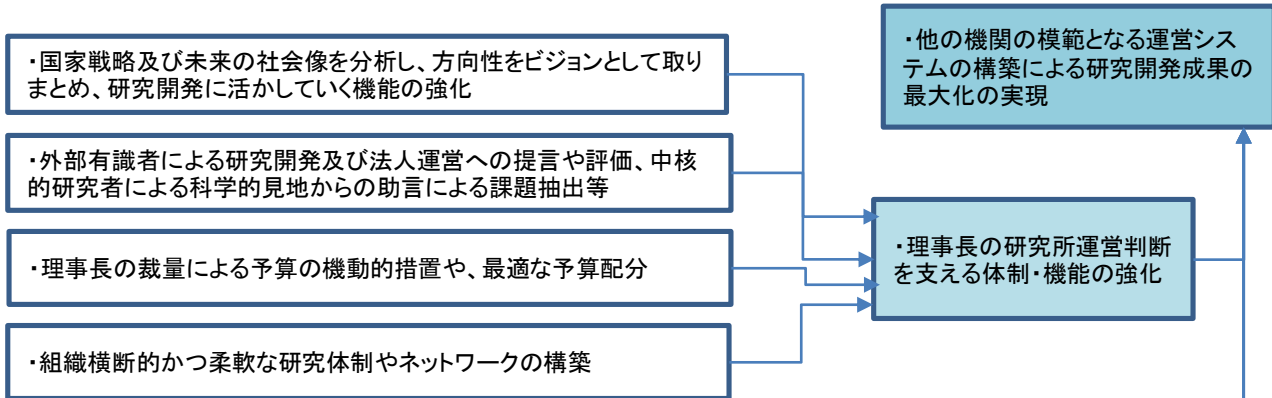 ・国家戦略及び未来の社会像を分析し、方向性をビジョンとして取り
まとめ、研究開発に活かしていく機能の強化
・外部有識者による研究開発及び法人運営への提言や評価、中核
的研究者による科学的見地からの助言による課題抽出等
・理事長の裁量による予算の機動的措置や、最適な予算配分
・組織横断的かつ柔軟な研究体制やネットワークの構築
・他の機関の模範となる運営シス
テムの構築による研究開発成果の
最大化の実現
・理事長の研究所運営判断
を支える体制・機能の強化